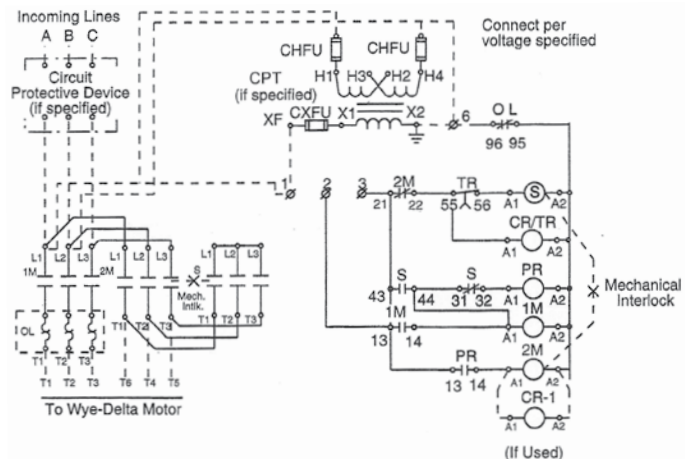 Incoming Lines
A B C
Circuit
Protective Device
(if specified)
CHFU CHFU
Connect per
voltage specified
H1 H3 H2 H4
CPT
(if specified)
XF CXFU X1 X2
6 OL
96 95
1 2 3
21 2M 22
55 TR 56
A1 S A2
CR/TR
A1 A2
L1 L2 L3 L1 L2 L3 L1 L2 L3
1M 2M S
Mech.
Intlk.
OL
T1 T2 T3
T1 T2 T3
T1 T2 T3
T1 T2 T3
T6 T4 T5
To Wye-Delta Motor
S S PR
43 44 31 32 A1 A2
Mechanical
Interlock
1M 1M
13 14 A1 A2
PR 2M
13 14 A1 A2
CR-1
A1 A2
(If Used)